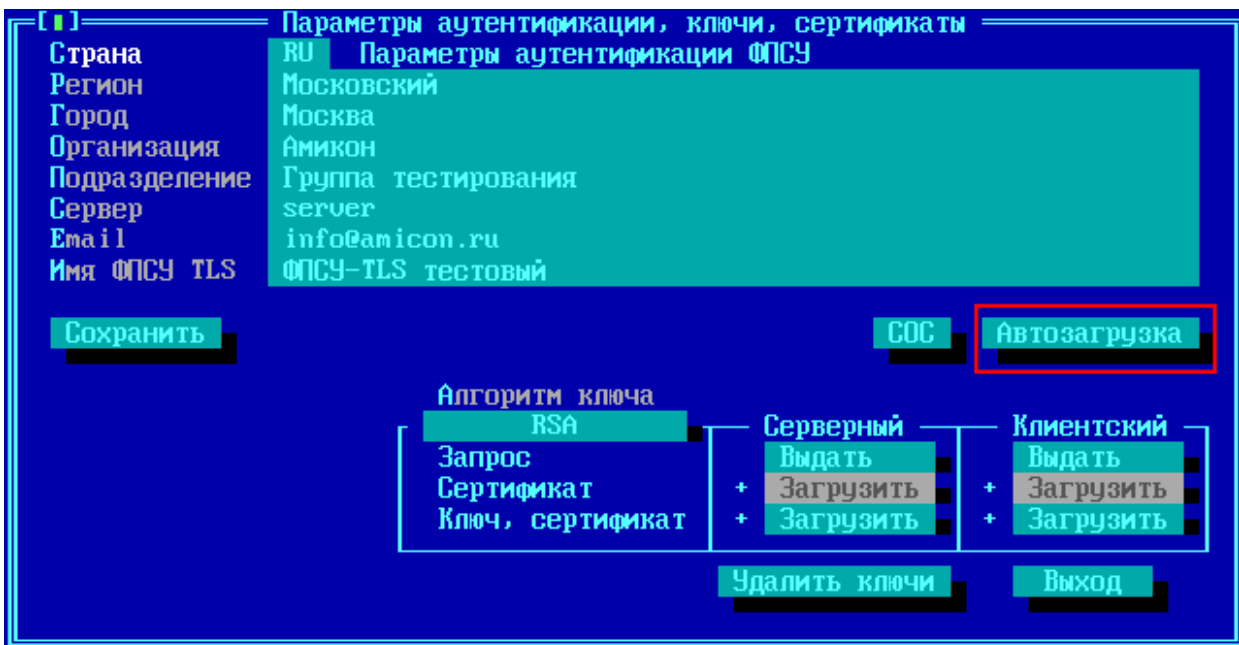 [▮] Параметры аутентификации, ключи, сертификаты
Страна RU Параметры аутентификации ФПСУ
Регион Московский
Город Москва
Организация Амикон
Подразделение Группа тестирования
Сервер server
Email info@amicon.ru
Имя ФПСУ TLS ФПСУ-TLS тестовый
Сохранить СОС Автозагрузка
Алгоритм ключа
RSA Серверный Клиентский
Запрос Выдать Выдать
Сертификат + Загрузить + Загрузить
Ключ, сертификат + Загрузить + Загрузить
Удалить ключи Выход